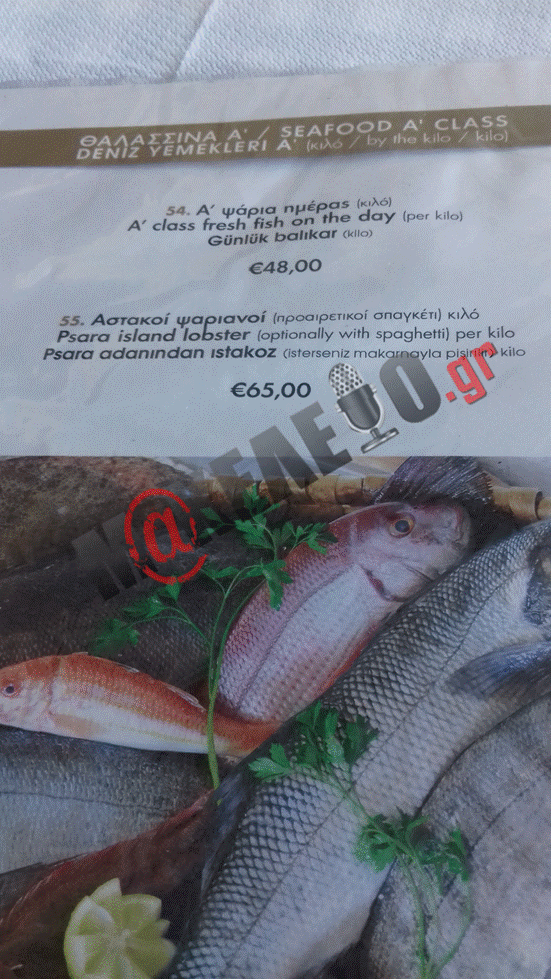 ΘΑΛΑΣΣΙΝΑ Α' / SEAFOOD A' CLASS
DENİZ YEMEKLERİ A' (κιλό / by the kilo / kilo)
54. Α' ψάρια ημέρας (κιλό)
A' class fresh fish on the day (per kilo)
Günlük balıkar (kilo)
€48,00
55. Αστακοί ψαριανοί (προαιρετικοί σπαγκέτι) κιλό
Psara island lobster (optionally with spaghetti) per kilo
Psara adanından ıstakoz (isterseniz makarnayla pişirilir) kilo
€65,00
.gr